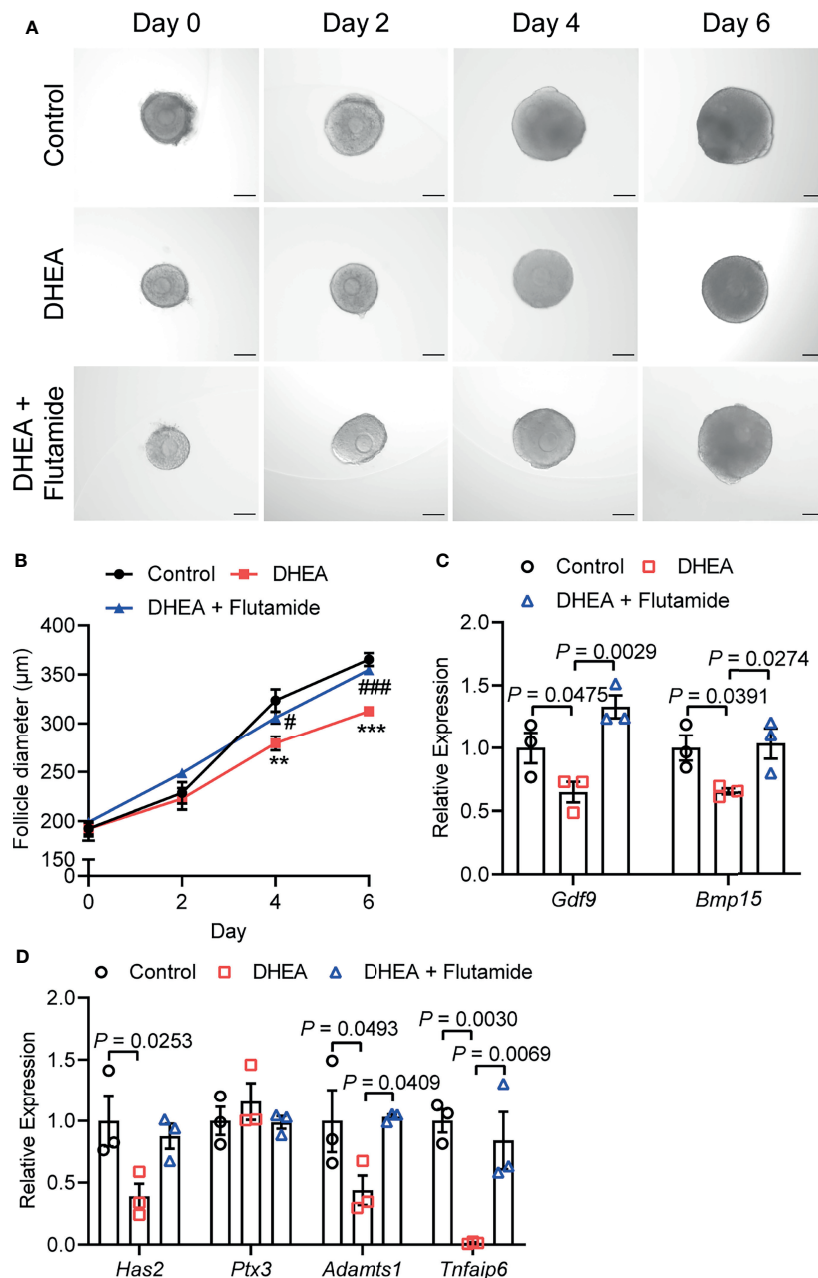 A
Day 0 Day 2 Day 4 Day 6
Control
DHEA
DHEA +
Flutamide
B
Control DHEA
DHEA + Flutamide
Follicle diameter (µm)
400
350
300
250
200
150
0
# ###
** ***
0 2 4 6
Day
C
Control DHEA
DHEA + Flutamide
Relative Expression
2.0
1.5
1.0
0.5
0.0
P = 0.0029
P = 0.0475
P = 0.0274
P = 0.0391
Gdf9 Bmp15
D
Control DHEA DHEA + Flutamide
Relative Expression
2.0
1.5
1.0
0.5
0.0
P = 0.0253
P = 0.0493
P = 0.0409
P = 0.0030
P = 0.0069
Has2 Ptx3 Adamts1 Tnfaip6